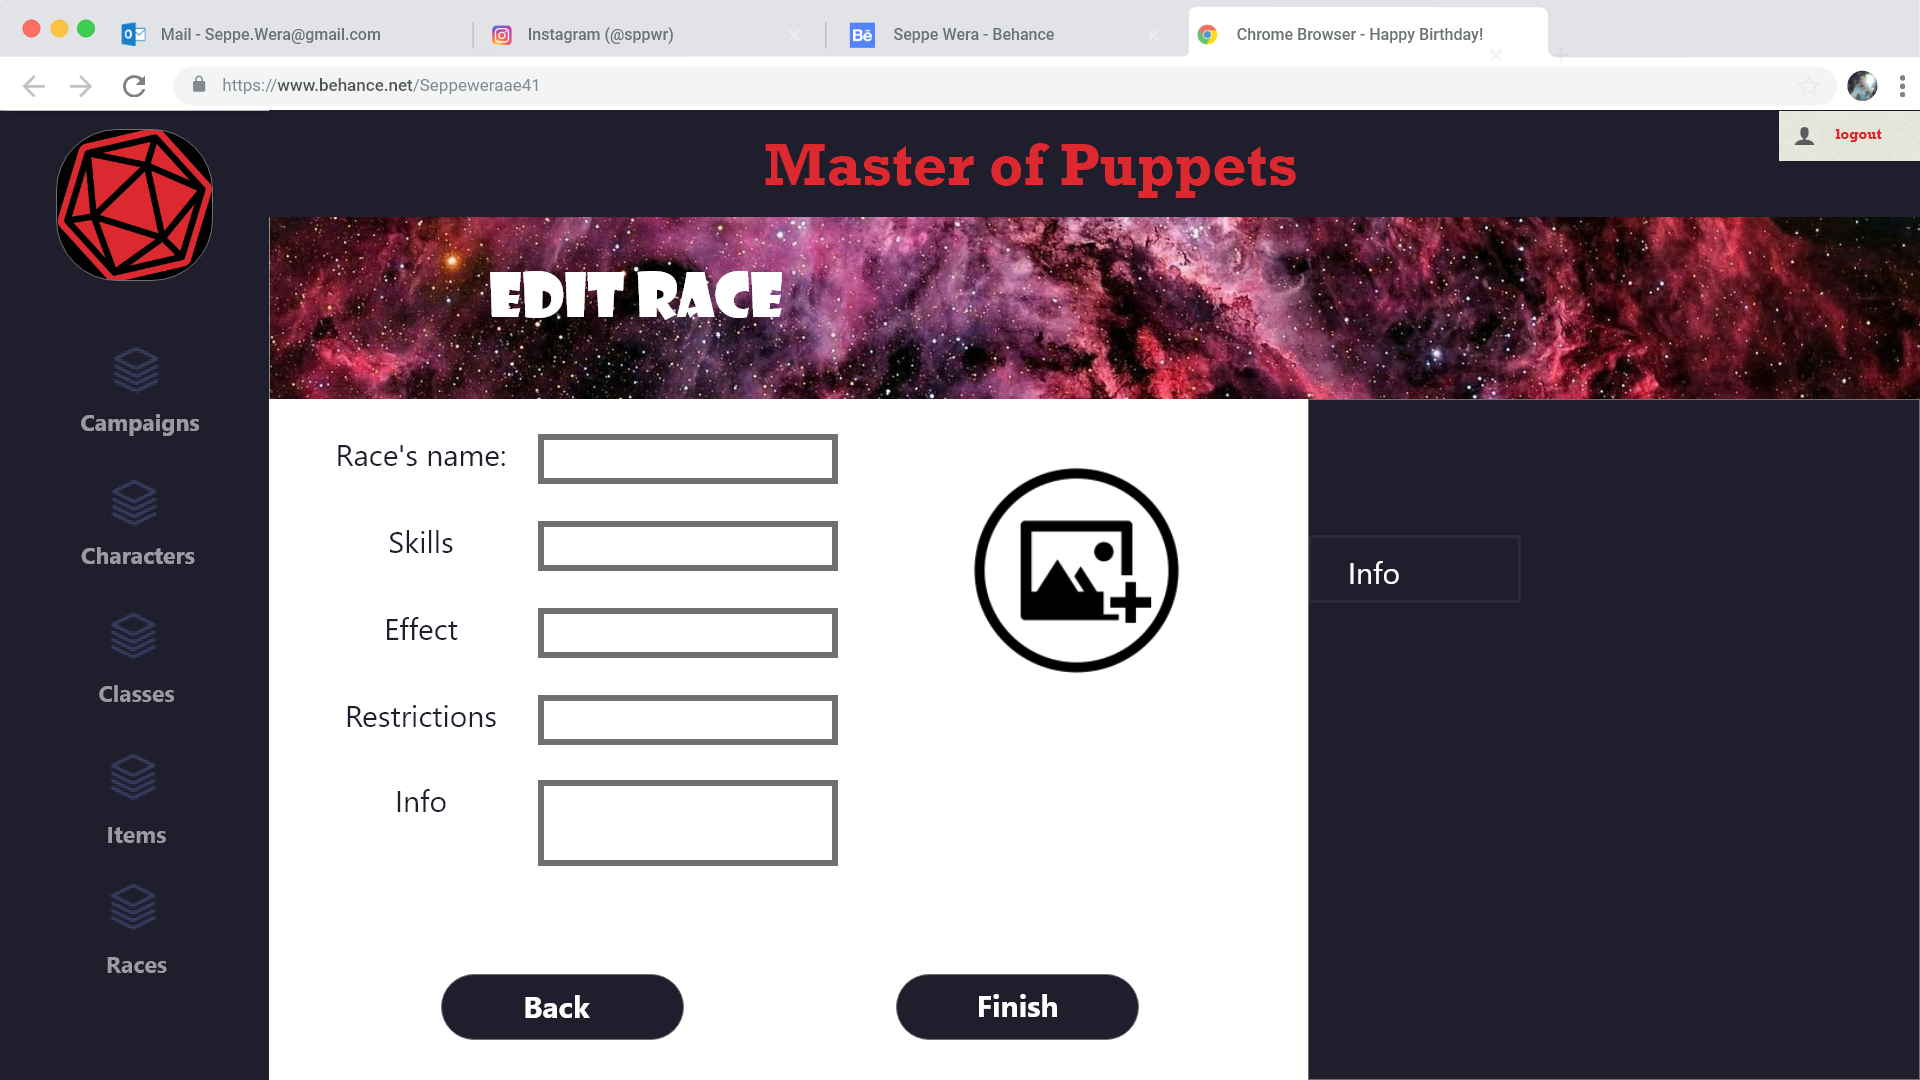 Mail - Seppe.Wera@gmail.com
Instagram (@sppwr)
Bē
Seppe Wera - Behance
Chrome Browser - Happy Birthday!
https://www.behance.net/Seppeweraae41
logout
Master of Puppets
EDIT RACE
Campaigns
Characters
Classes
Items
Races
Race's name:
Skills
Effect
Restrictions
Info
Info
Back
Finish